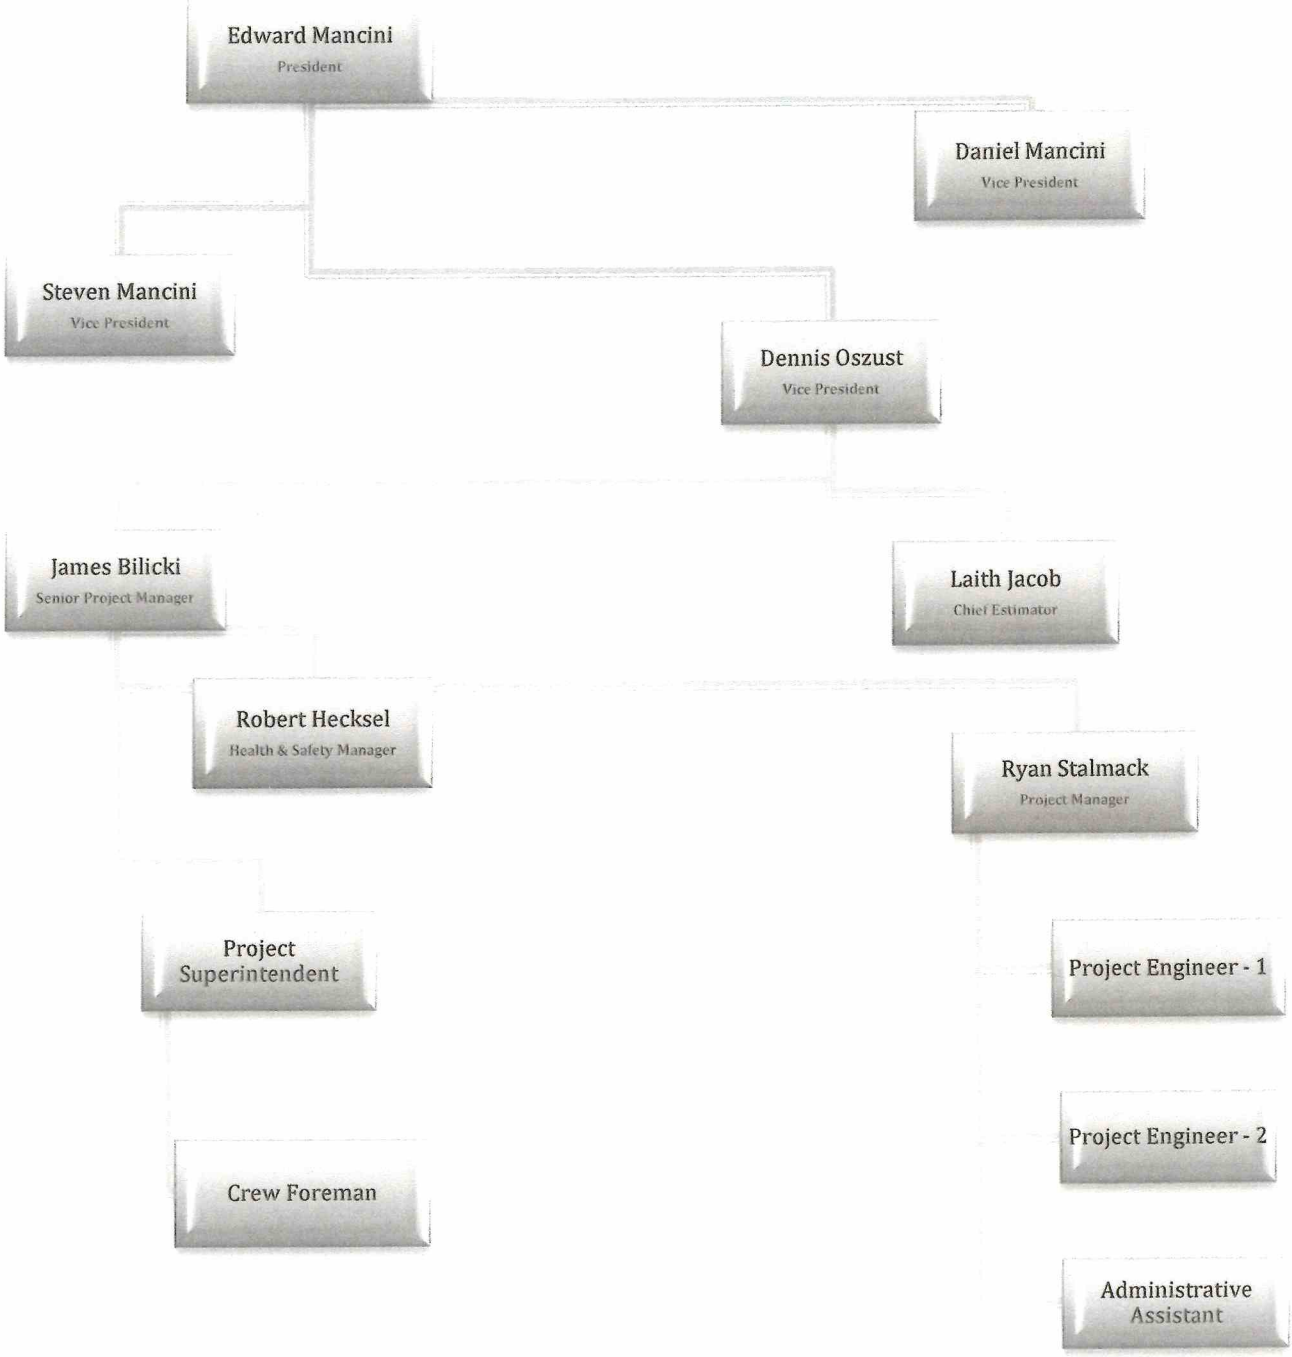 Edward Mancini
President
Daniel Mancini
Vice President
Steven Mancini
Vice President
Dennis Oszust
Vice President
James Bilicki
Senior Project Manager
Laith Jacob
Chief Estimator
Robert Hecksel
Health & Safety Manager
Ryan Stalmack
Project Manager
Project
Superintendent
Project Engineer - 1
Project Engineer - 2
Crew Foreman
Administrative
Assistant